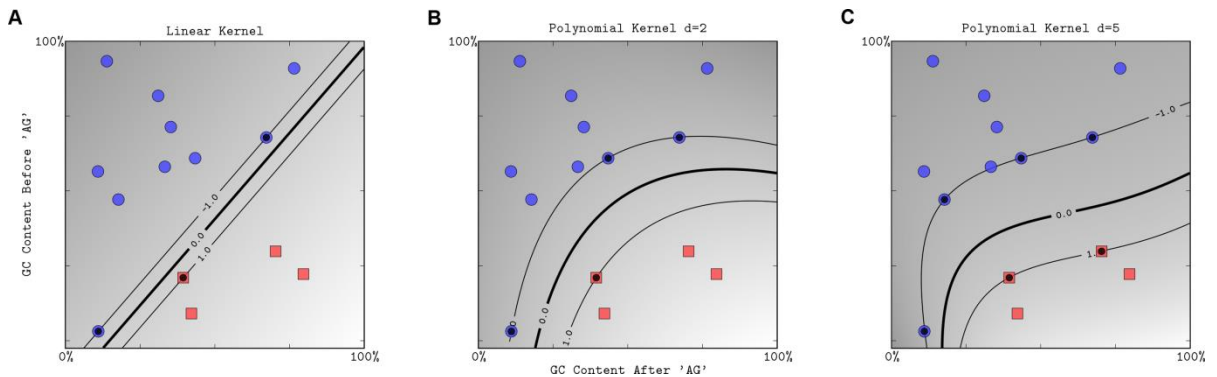 A
Linear Kernel
100%
GC Content Before 'AG'
-1.0
0.0
1.0
0%
100%
B
Polynomial Kernel d=2
100%
0.0
1.0
0%
100%
GC Content After 'AG'
C
Polynomial Kernel d=5
100%
-1.0
0.0
0%
100%